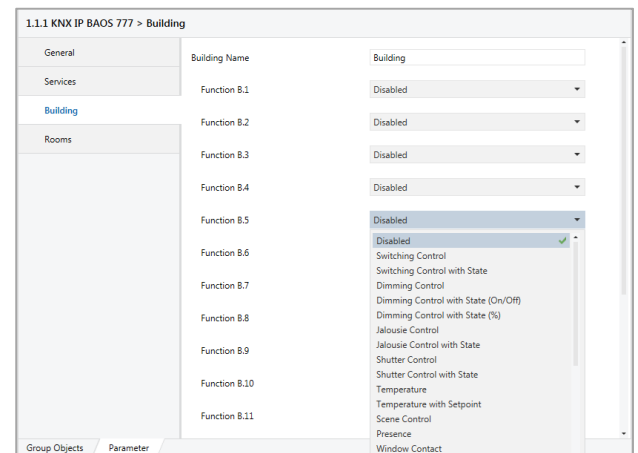 1.1.1 KNX IP BAOS 777 > Building
General
Services
Building
Rooms
Building Name Building
Function B.1 Disabled
Function B.2 Disabled
Function B.3 Disabled
Function B.4 Disabled
Function B.5 Disabled
Disabled
Switching Control
Function B.6
Switching Control with State
Dimming Control
Function B.7
Dimming Control with State (On/Off)
Dimming Control with State (%)
Function B.8
Jalousie Control
Jalousie Control with State
Function B.9
Shutter Control
Shutter Control with State
Function B.10
Temperature
Temperature with Setpoint
Function B.11
Scene Control
Presence
Window Contact
Group Objects Parameter